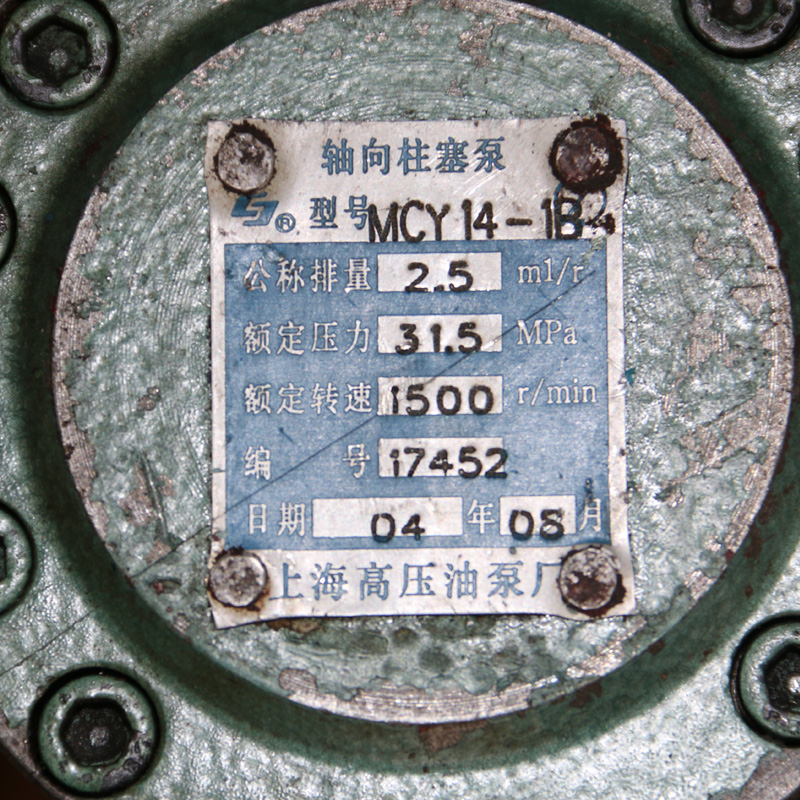 轴向柱塞泵
® 型号 MCY 14-1B
公称排量 2.5 ml/r
额定压力 31.5 MPa
额定转速 1500 r/min
编号 17452
日期 04 年 08 月
上海高压油泵厂